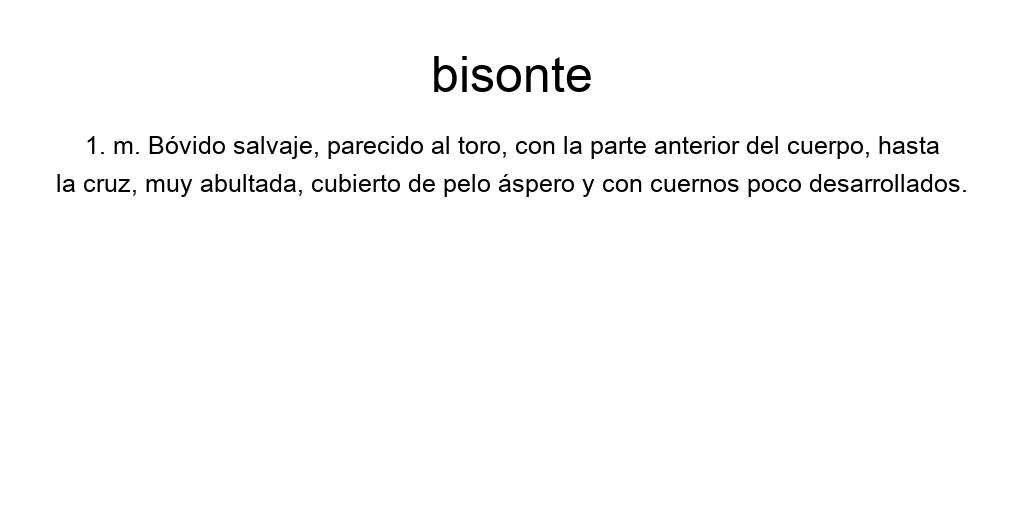 bisonte
1. m. Bóvido salvaje, parecido al toro, con la parte anterior del cuerpo, hasta
la cruz, muy abultada, cubierto de pelo áspero y con cuernos poco desarrollados.